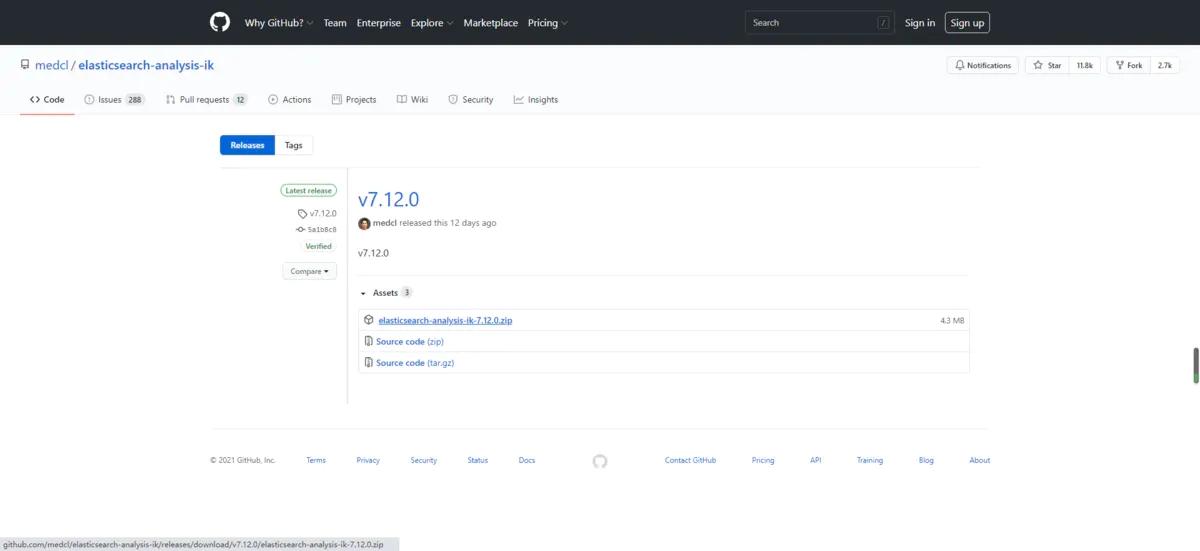 Why GitHub? Team Enterprise Explore Marketplace Pricing Search / Sign in Sign up
medcl / elasticsearch-analysis-ik Notifications Star 11.8k Fork 2.7k
Code Issues 288 Pull requests 12 Actions Projects Wiki Security Insights
Releases Tags
Latest release
v7.12.0
5a1b8c8
Verified
Compare
v7.12.0
medcl released this 12 days ago
v7.12.0
Assets 3
elasticsearch-analysis-ik-7.12.0.zip 4.3 MB
Source code (zip)
Source code (tar.gz)
© 2021 GitHub, Inc. Terms Privacy Security Status Docs Contact GitHub Pricing API Training Blog About
github.com/medcl/elasticsearch-analysis-ik/releases/download/v7.12.0/elasticsearch-analysis-ik-7.12.0.zip